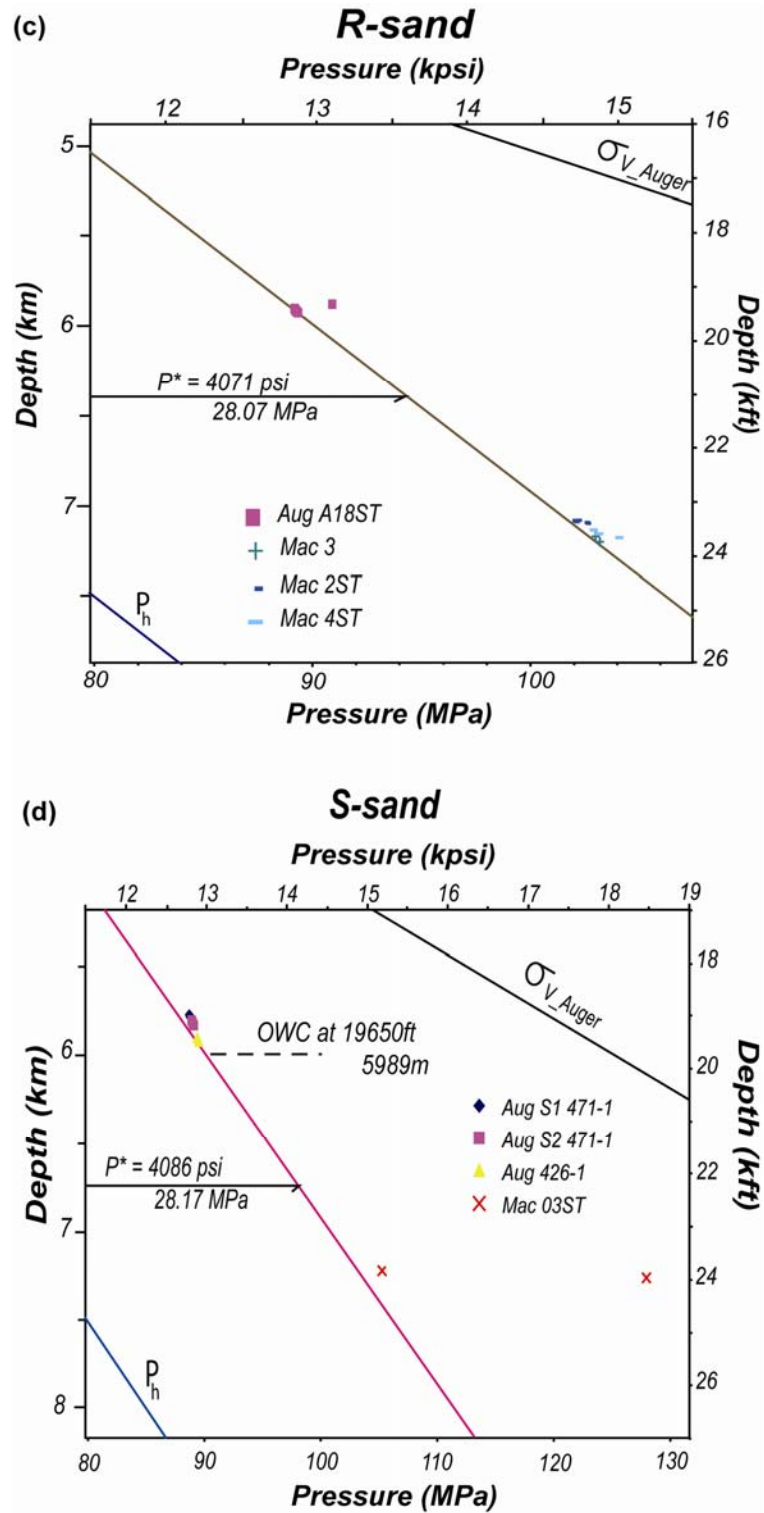 (c)
R-sand
Pressure (kpsi)
12 13 14 15
5 6 7
Depth (km)
16 18 20 22 24 26
Depth (kft)
σV_Auger
P* = 4071 psi
28.07 MPa
Aug A18ST
Mac 3
Mac 2ST
Mac 4ST
Ph
80 90 100
Pressure (MPa)
(d)
S-sand
Pressure (kpsi)
12 13 14 15 16 17 18 19
6 7 8
Depth (km)
18 20 22 24 26
Depth (kft)
σV_Auger
OWC at 19650ft
5989m
Aug S1 471-1
Aug S2 471-1
Aug 426-1
Mac 03ST
P* = 4086 psi
28.17 MPa
Ph
80 90 100 110 120 130
Pressure (MPa)